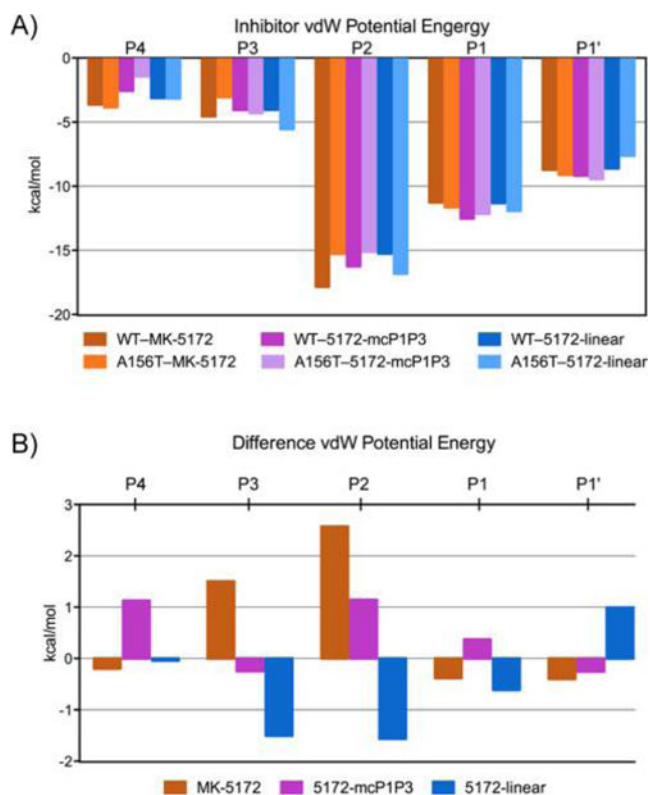 A)
Inhibitor vdW Potential Engergy
P4 P3 P2 P1 P1'
0
-5
-10
-15
-20
kcal/mol
WT–MK-5172 WT–5172-mcP1P3 WT–5172-linear
A156T–MK-5172 A156T–5172-mcP1P3 A156T–5172-linear
B)
Difference vdW Potential Energy
P4 P3 P2 P1 P1'
3
2
1
0
-1
-2
kcal/mol
MK-5172 5172-mcP1P3 5172-linear